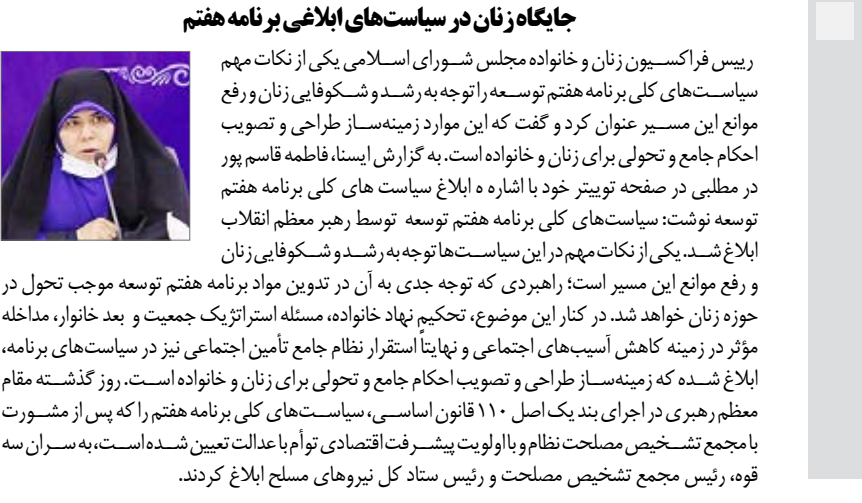 جایگاه زنان در سیاست‌های ابلاغی برنامه هفتم
رییس فراکسیون زنان و خانواده مجلس شورای اسلامی یکی از نکات مهم
سیاست‌های کلی برنامه هفتم توسعه را توجه به رشد و شکوفایی زنان و رفع
موانع این مسیر عنوان کرد و گفت که این موارد زمینه‌ساز طراحی و تصویب
احکام جامع و تحولی برای زنان و خانواده است. به گزارش ایسنا، فاطمه قاسم پور
در مطلبی در صفحه توییتر خود با اشاره ه ابلاغ سیاست های کلی برنامه هفتم
توسعه نوشت: سیاست‌های کلی برنامه هفتم توسعه توسط رهبر معظم انقلاب
ابلاغ شد. یکی از نکات مهم در این سیاست‌ها توجه به رشد و شکوفایی زنان
و رفع موانع این مسیر است؛ راهبردی که توجه جدی به آن در تدوین مواد برنامه هفتم توسعه موجب تحول در
حوزه زنان خواهد شد. در کنار این موضوع، تحکیم نهاد خانواده، مسئله استراتژیک جمعیت و بعد خانوار، مداخله
مؤثر در زمینه کاهش آسیب‌های اجتماعی و نهایتاً استقرار نظام جامع تأمین اجتماعی نیز در سیاست‌های برنامه،
ابلاغ شده که زمینه‌ساز طراحی و تصویب احکام جامع و تحولی برای زنان و خانواده است. روز گذشته مقام
معظم رهبری در اجرای بند یک اصل ۱۱۰ قانون اساسی، سیاست‌های کلی برنامه هفتم را که پس از مشورت
با مجمع تشخیص مصلحت نظام و با اولویت پیشرفت اقتصادی توأم با عدالت تعیین شده است، به سران سه
قوه، رئیس مجمع تشخیص مصلحت و رئیس ستاد کل نیروهای مسلح ابلاغ کردند.